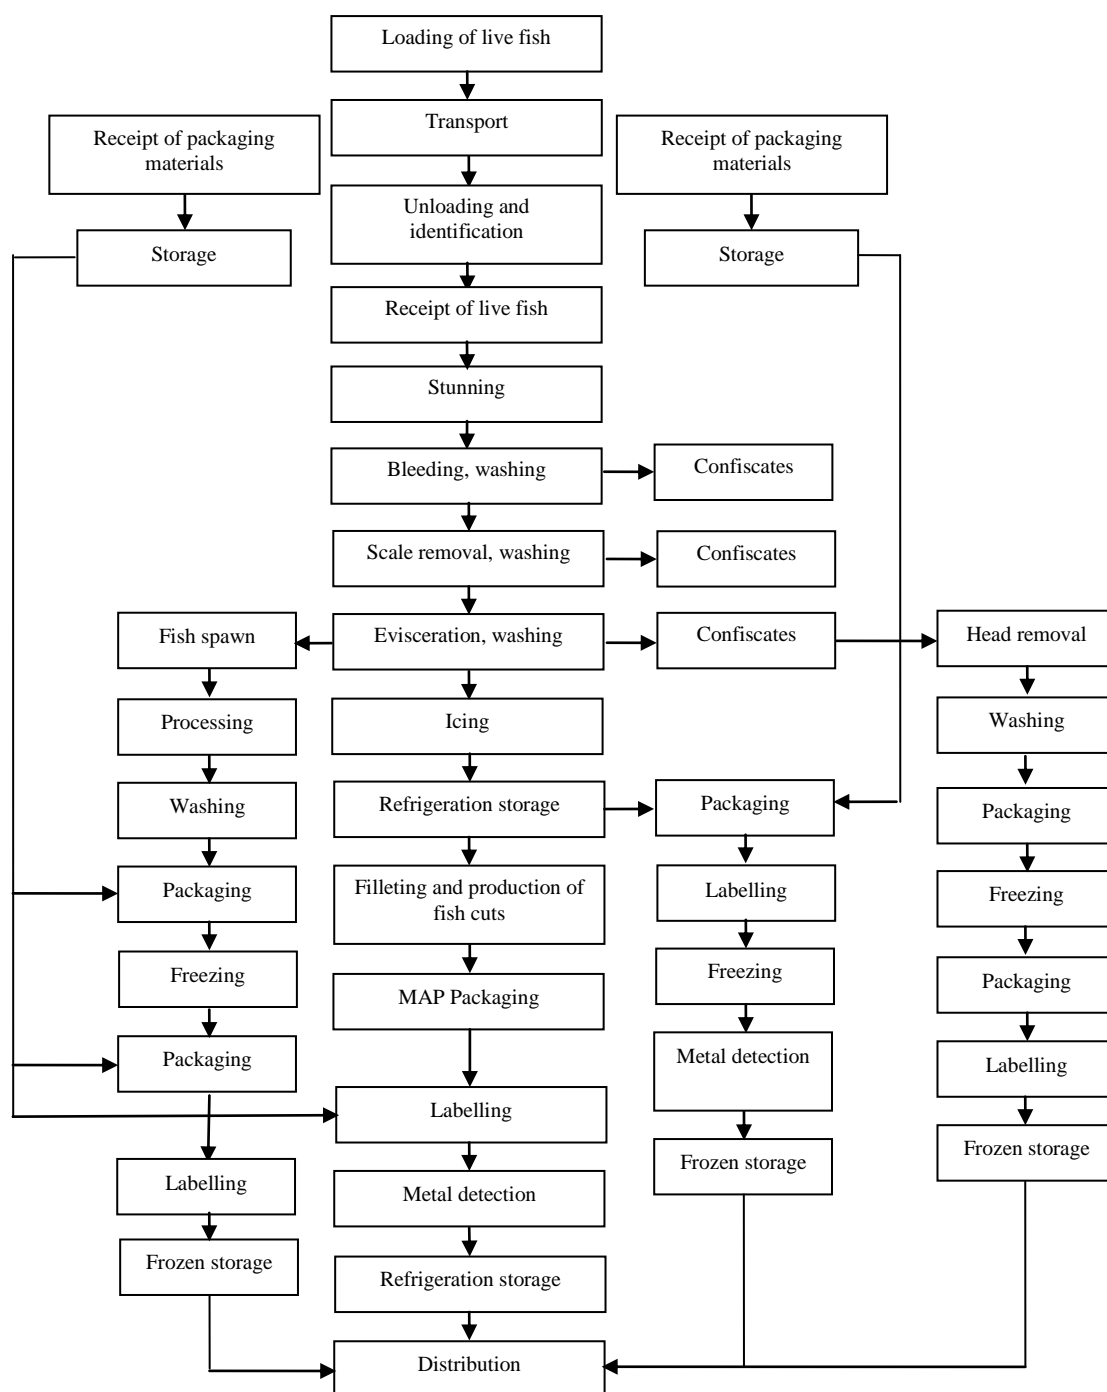 Loading of live fish
Transport
Receipt of packaging
materials
Receipt of packaging
materials
Unloading and
identification
Storage
Storage
Receipt of live fish
Stunning
Bleeding, washing
Confiscates
Scale removal, washing
Confiscates
Fish spawn
Evisceration, washing
Confiscates
Head removal
Processing
Icing
Washing
Washing
Refrigeration storage
Packaging
Packaging
Packaging
Filleting and production of
fish cuts
Labelling
Freezing
Freezing
MAP Packaging
Freezing
Packaging
Packaging
Metal detection
Labelling
Labelling
Labelling
Metal detection
Frozen storage
Frozen storage
Frozen storage
Refrigeration storage
Distribution